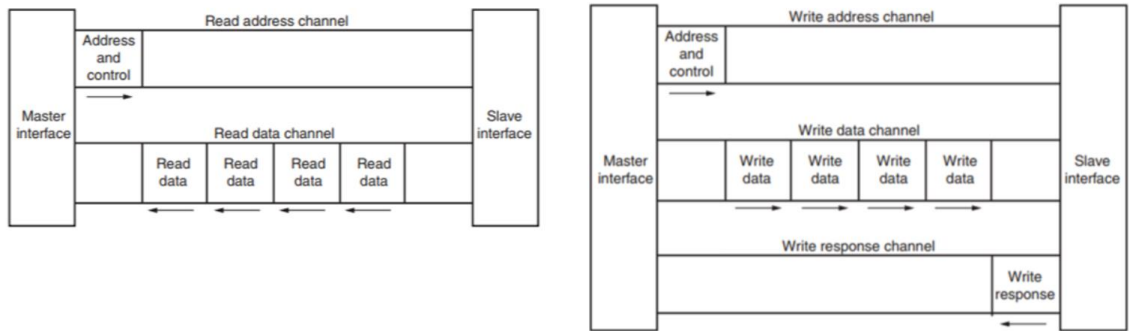 Read address channel
Address
and
control
Master
interface
Slave
interface
Read data channel
Read
data
Read
data
Read
data
Read
data
Write address channel
Address
and
control
Master
interface
Slave
interface
Write data channel
Write
data
Write
data
Write
data
Write
data
Write response channel
Write
response